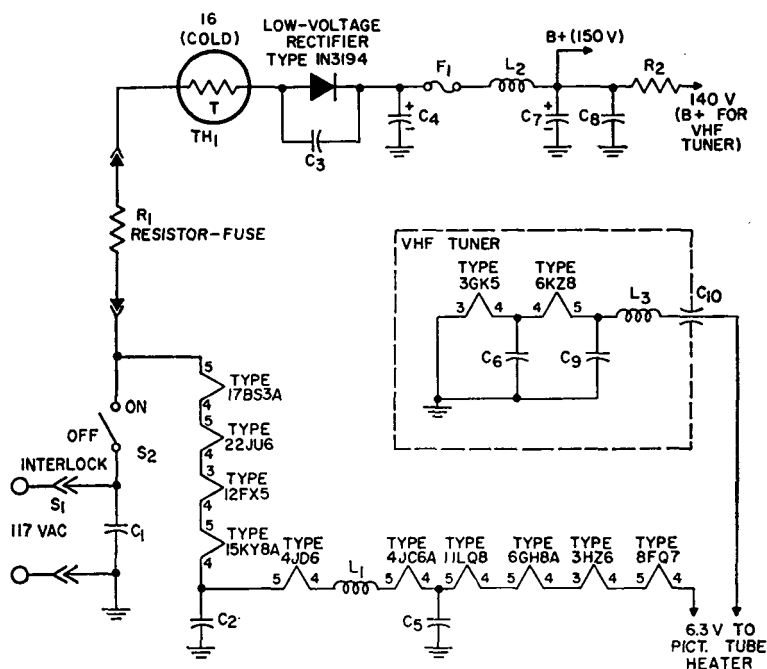 16
(COLD)
T
TH1
LOW-VOLTAGE
RECTIFIER
TYPE IN3194
C3
+
C4
-
F1
L2
B+ (150 V)
+
C7
-
C8
R2
140 V
(B+ FOR
VHF
TUNER)
R1
RESISTOR-FUSE
VHF TUNER
TYPE
3GK5
3 4
TYPE
6KZ8
4 5
L3
C10
C6
C9
ON
OFF
S2
INTERLOCK
S1
117 VAC
C1
5
TYPE
17BS3A
4
5
TYPE
22JU6
4
3
TYPE
12FX5
4
5
TYPE
15KY8A
4
C2
TYPE
4JD6
5 4
L1
TYPE
4JC6A
5 4
C5
TYPE
11LQ8
5 4
TYPE
6GH8A
5 4
TYPE
3HZ6
3 4
TYPE
8FQ7
5 4
6.3 V TO
PICT. TUBE
HEATER